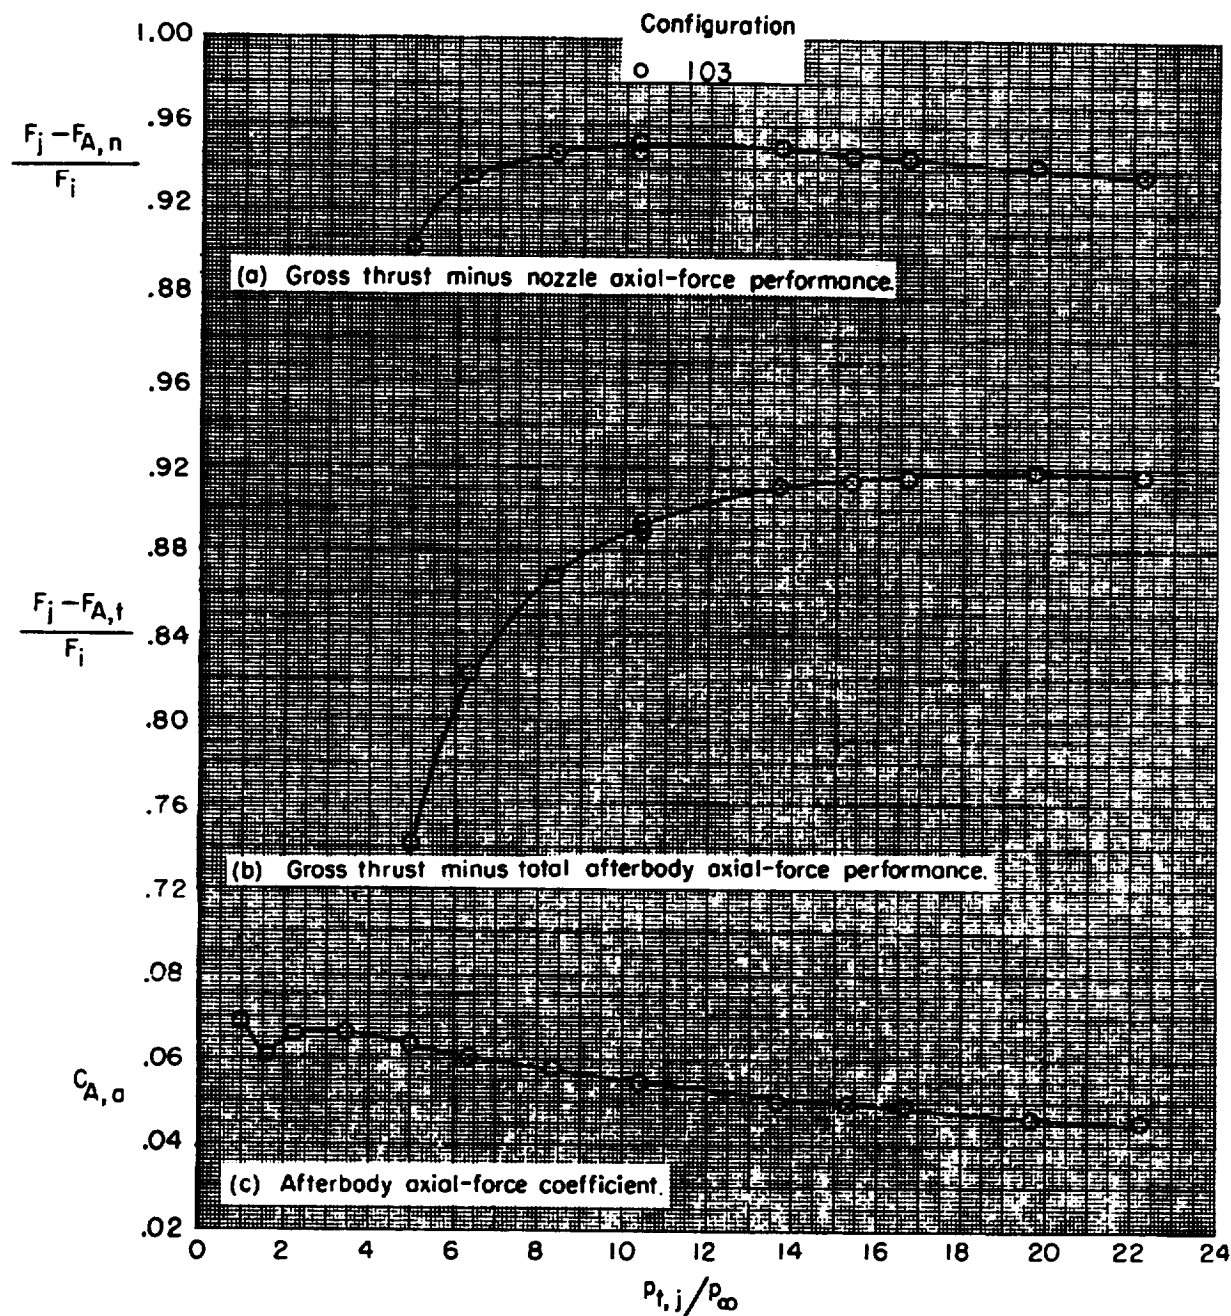 Configuration
103
1.00
.96
.92
.88
F_j – F_A,n
F_i
(a) Gross thrust minus nozzle axial-force performance.
.96
.92
.88
.84
.80
.76
.72
F_j – F_A,t
F_i
(b) Gross thrust minus total afterbody axial-force performance.
.08
.06
.04
.02
C_A,a
(c) Afterbody axial-force coefficient.
0 2 4 6 8 10 12 14 16 18 20 22 24
p_t,j/p_∞